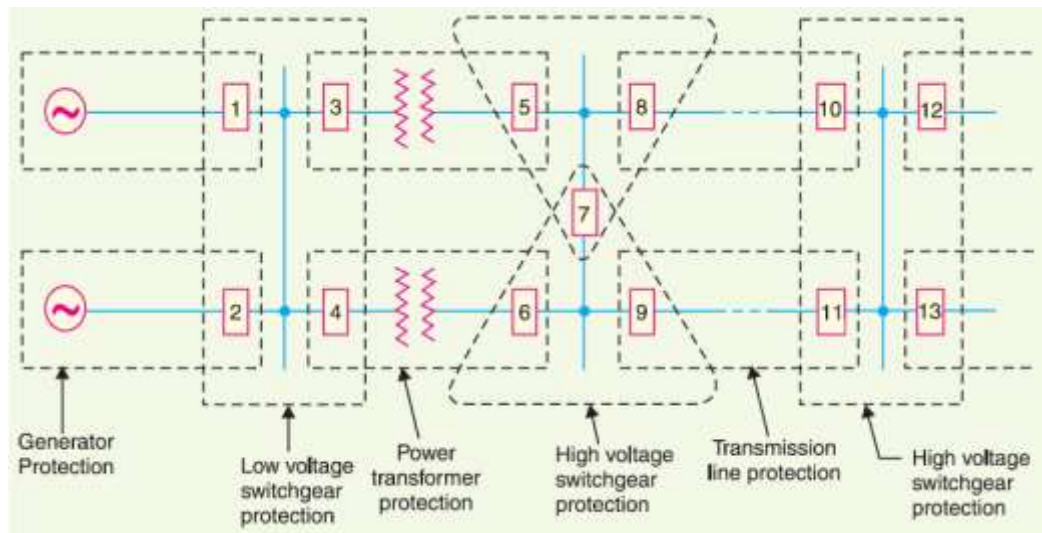 1
3
5
8
10
12
7
2
4
6
9
11
13
Generator
Protection
Low voltage
switchgear
protection
Power
transformer
protection
High voltage
switchgear
protection
Transmission
line protection
High voltage
switchgear
protection